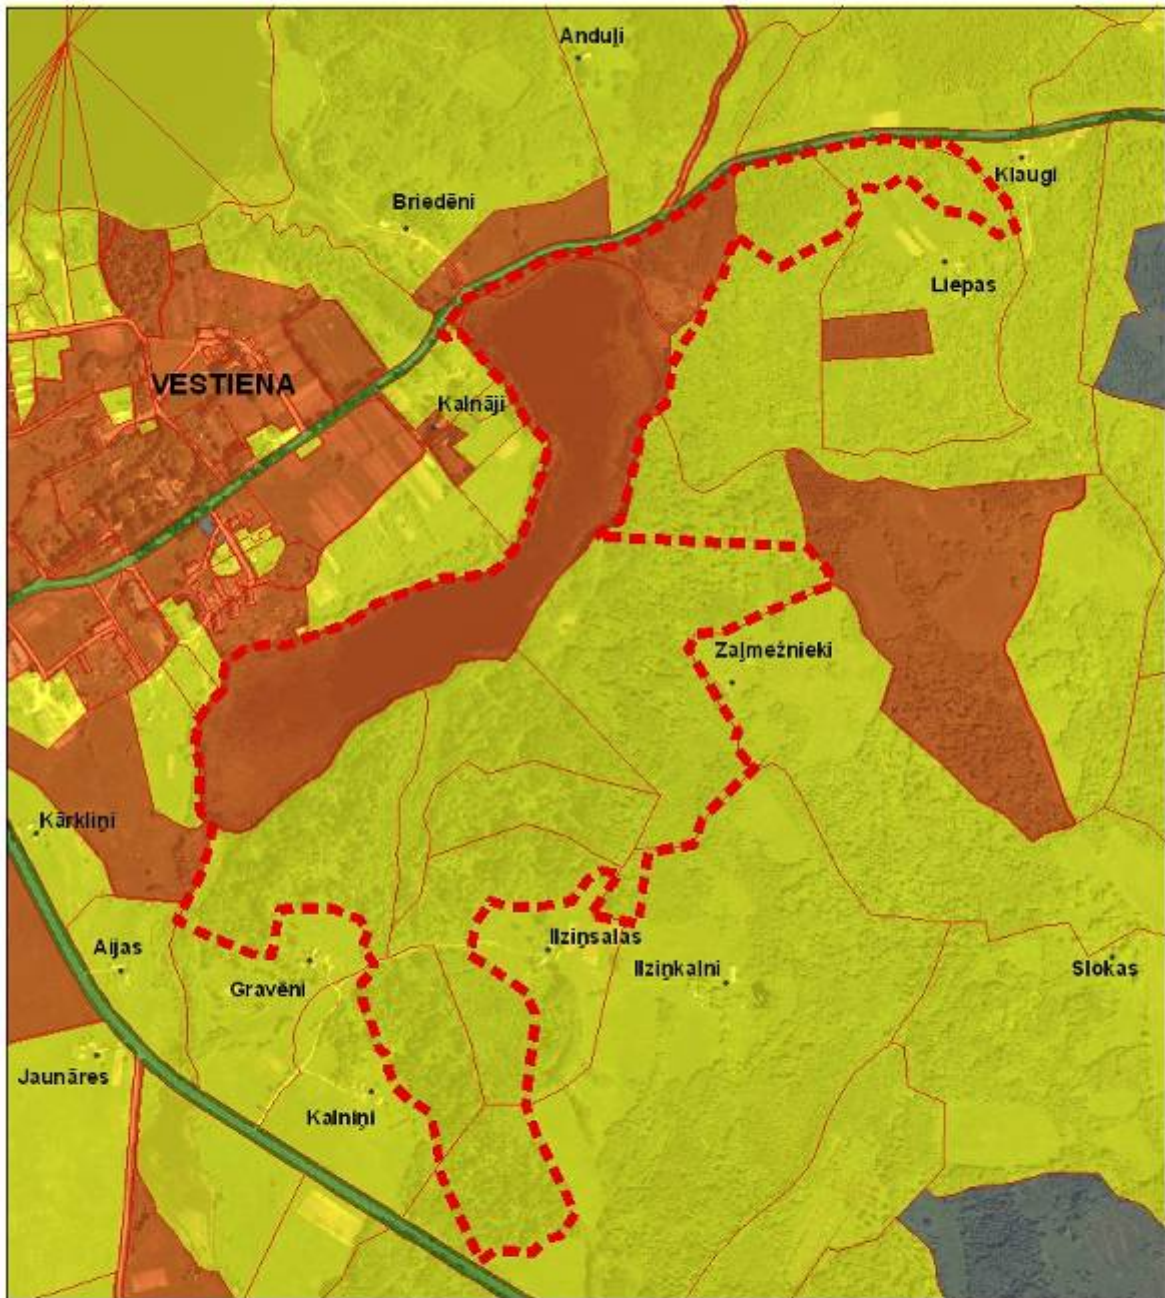 Anduļi
Klaugi
Briedēni
Liepas
VESTIENA
Kalnāji
Zaļmežnieki
Kārkliņi
Ilziņsalas
Aijas
Slokas
Ilziņkalni
Gravēni
Jaunāres
Kalniņi